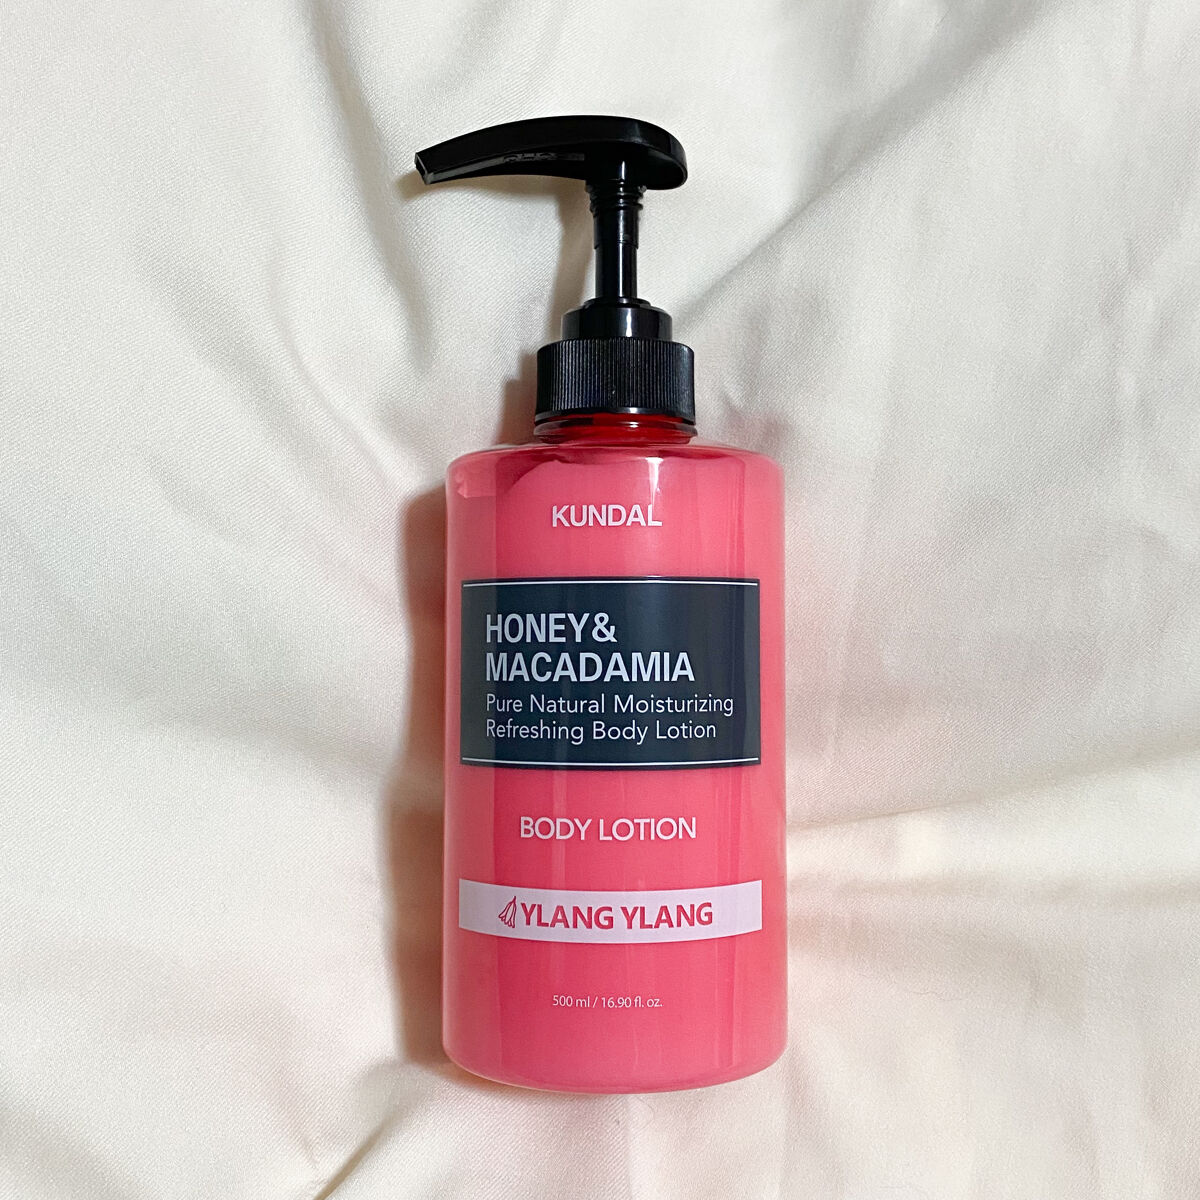 KUNDAL
HONEY&
MACADAMIA
Pure Natural Moisturizing
Refreshing Body Lotion
BODY LOTION
YLANG YLANG
500 ml / 16.90 fl. oz.